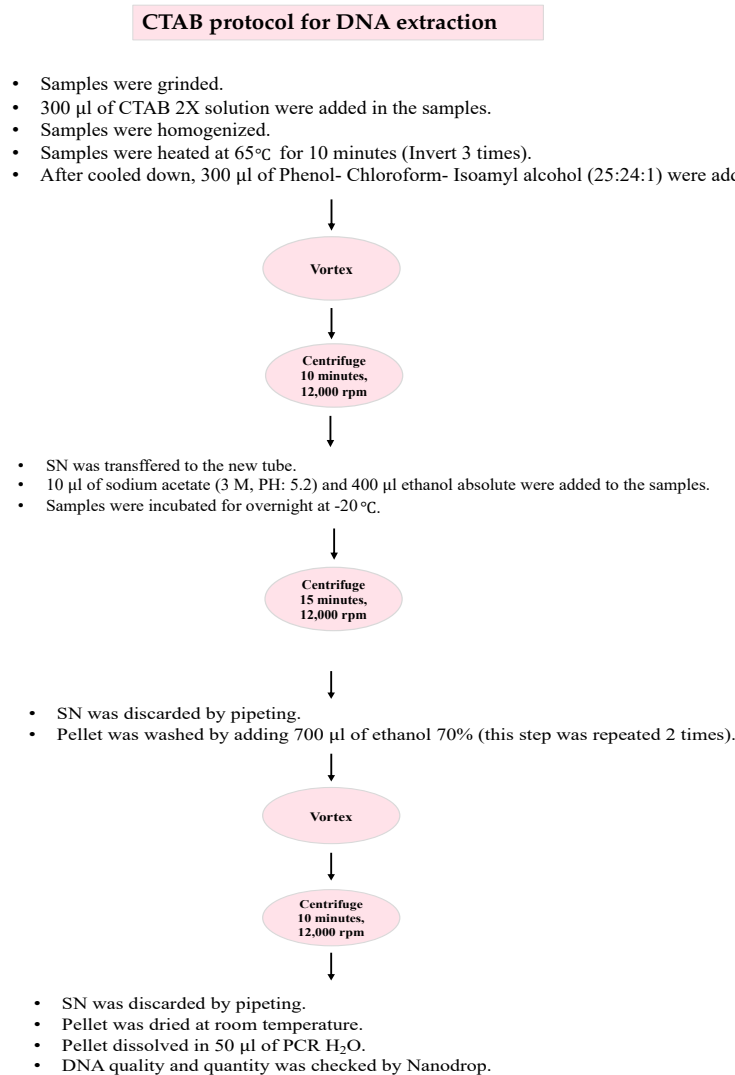 CTAB protocol for DNA extraction
• Samples were grinded.
• 300 µl of CTAB 2X solution were added in the samples.
• Samples were homogenized.
• Samples were heated at 65°C for 10 minutes (Invert 3 times).
• After cooled down, 300 µl of Phenol- Chloroform- Isoamyl alcohol (25:24:1) were
Vortex
Centrifuge
10 minutes,
12,000 rpm
• SN was transffered to the new tube.
• 10 µl of sodium acetate (3 M, PH: 5.2) and 400 µl ethanol absolute were added to the samples.
• Samples were incubated for overnight at -20°C.
Centrifuge
15 minutes,
12,000 rpm
• SN was discarded by pipeting.
• Pellet was washed by adding 700 µl of ethanol 70% (this step was repeated 2 times).
Vortex
Centrifuge
10 minutes,
12,000 rpm
• SN was discarded by pipeting.
• Pellet was dried at room temperature.
• Pellet dissolved in 50 µl of PCR H₂O.
• DNA quality and quantity was checked by Nanodrop.